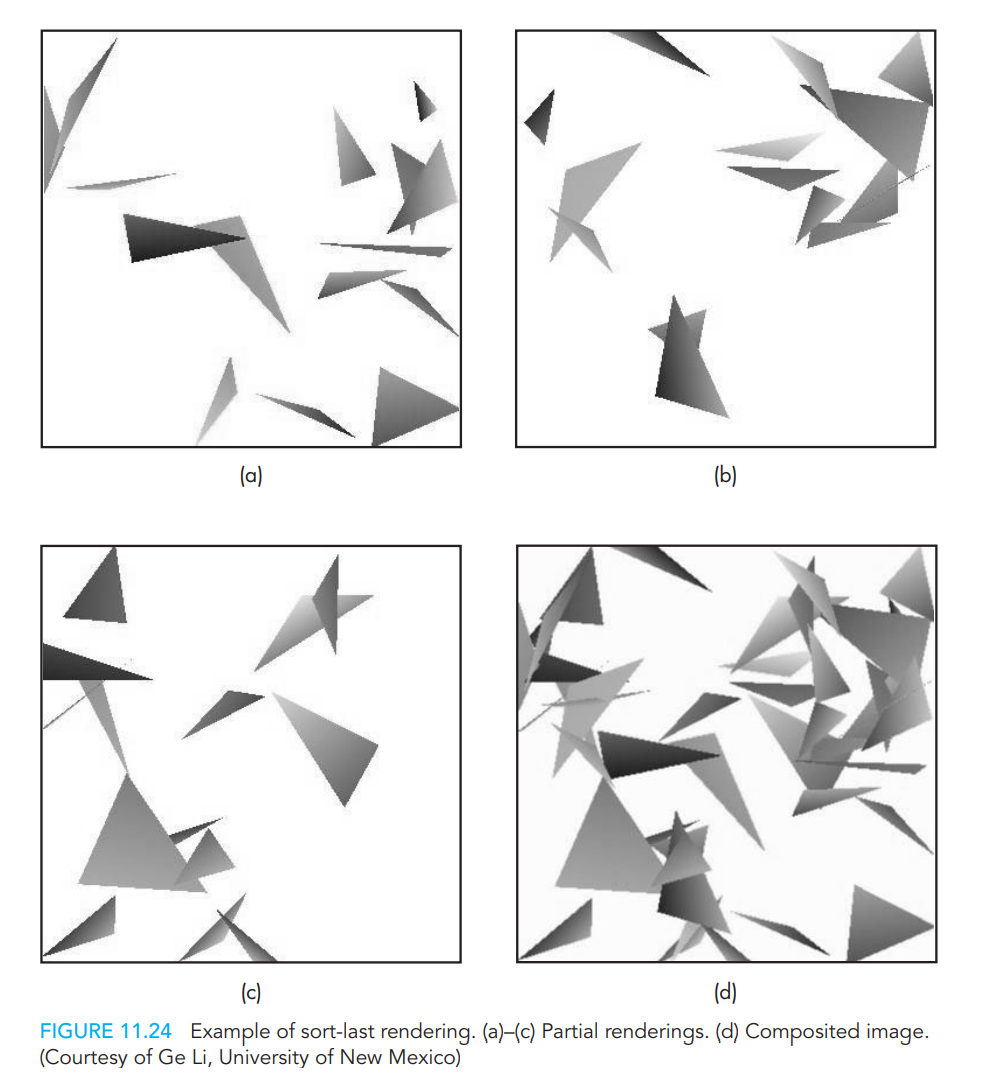 (a)
(b)
(c)
(d)
FIGURE 11.24 Example of sort-last rendering. (a)–(c) Partial renderings. (d) Composited image.
(Courtesy of Ge Li, University of New Mexico)